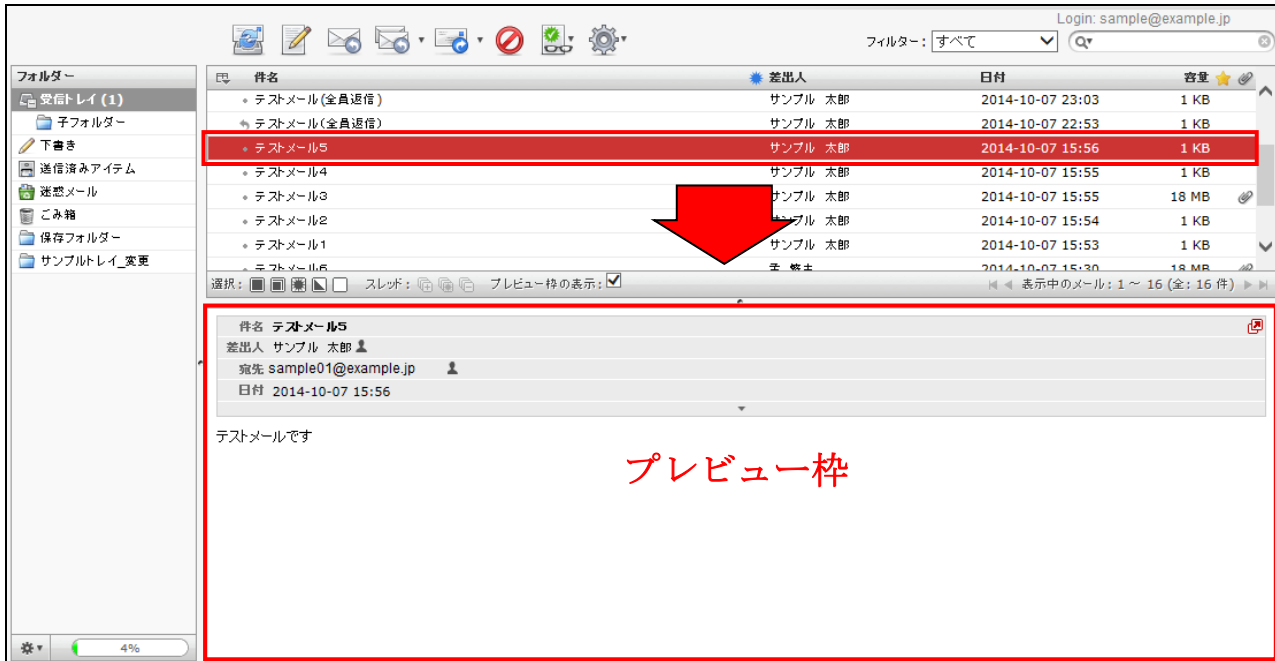 Login: sample@example.jp
フィルター: すべて
フォルダー
受信トレイ (1)
子フォルダー
下書き
送信済みアイテム
迷惑メール
ごみ箱
保存フォルダー
サンプルトレイ_変更
件名 差出人 日付 容量
テストメール(全員返信) サンプル 太郎 2014-10-07 23:03 1 KB
テストメール(全員返信) サンプル 太郎 2014-10-07 22:53 1 KB
テストメール5 サンプル 太郎 2014-10-07 15:56 1 KB
テストメール4 サンプル 太郎 2014-10-07 15:55 1 KB
テストメール3 サンプル 太郎 2014-10-07 15:55 18 MB
テストメール2 サンプル 太郎 2014-10-07 15:54 1 KB
テストメール1 サンプル 太郎 2014-10-07 15:53 1 KB
テストメール6 2014-10-07 15:30 18 MB
選択: スレッド: プレビュー枠の表示: 表示中のメール: 1 ~ 16 (全: 16 件)
件名 テストメール5
差出人 サンプル 太郎
宛先 sample01@example.jp
日付 2014-10-07 15:56
テストメールです
プレビュー枠
4%